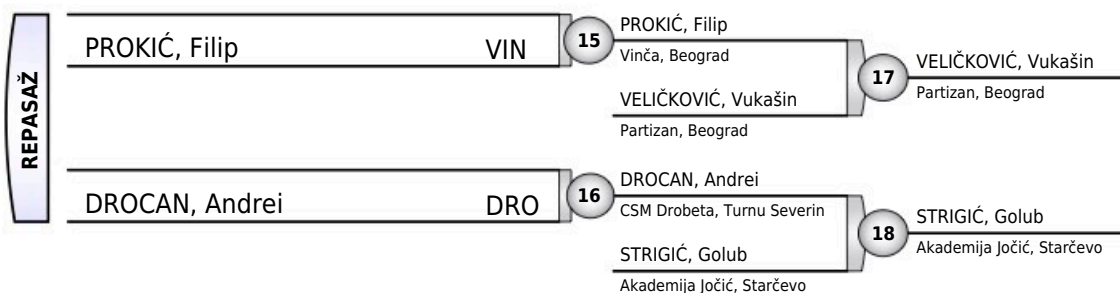 REPASAŽ
PROKIĆ, Filip VIN
15
PROKIĆ, Filip
Vinča, Beograd
VELIČKOVIĆ, Vukašin
Partizan, Beograd
17
VELIČKOVIĆ, Vukašin
Partizan, Beograd
DROCAN, Andrei DRO
16
DROCAN, Andrei
CSM Drobeta, Turnu Severin
STRIGIĆ, Golub
Akademija Jočić, Starčevo
18
STRIGIĆ, Golub
Akademija Jočić, Starčevo